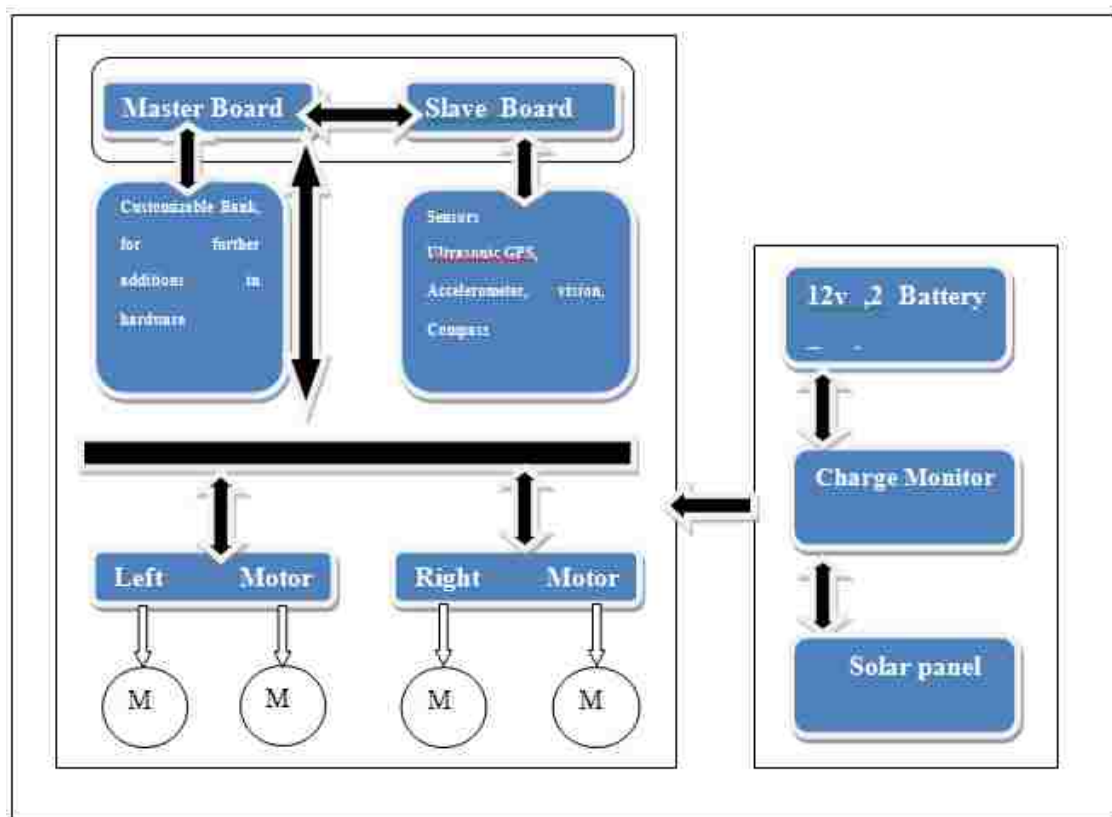 Master Board
Slave Board
Customizable Bank,
for further
additions in
hardware
Sensors
Ultrasonic GPS,
Accelerometer, vision,
Compass
12v ,2 Battery
Charge Monitor
Solar panel
Left Motor
Right Motor
M
M
M
M